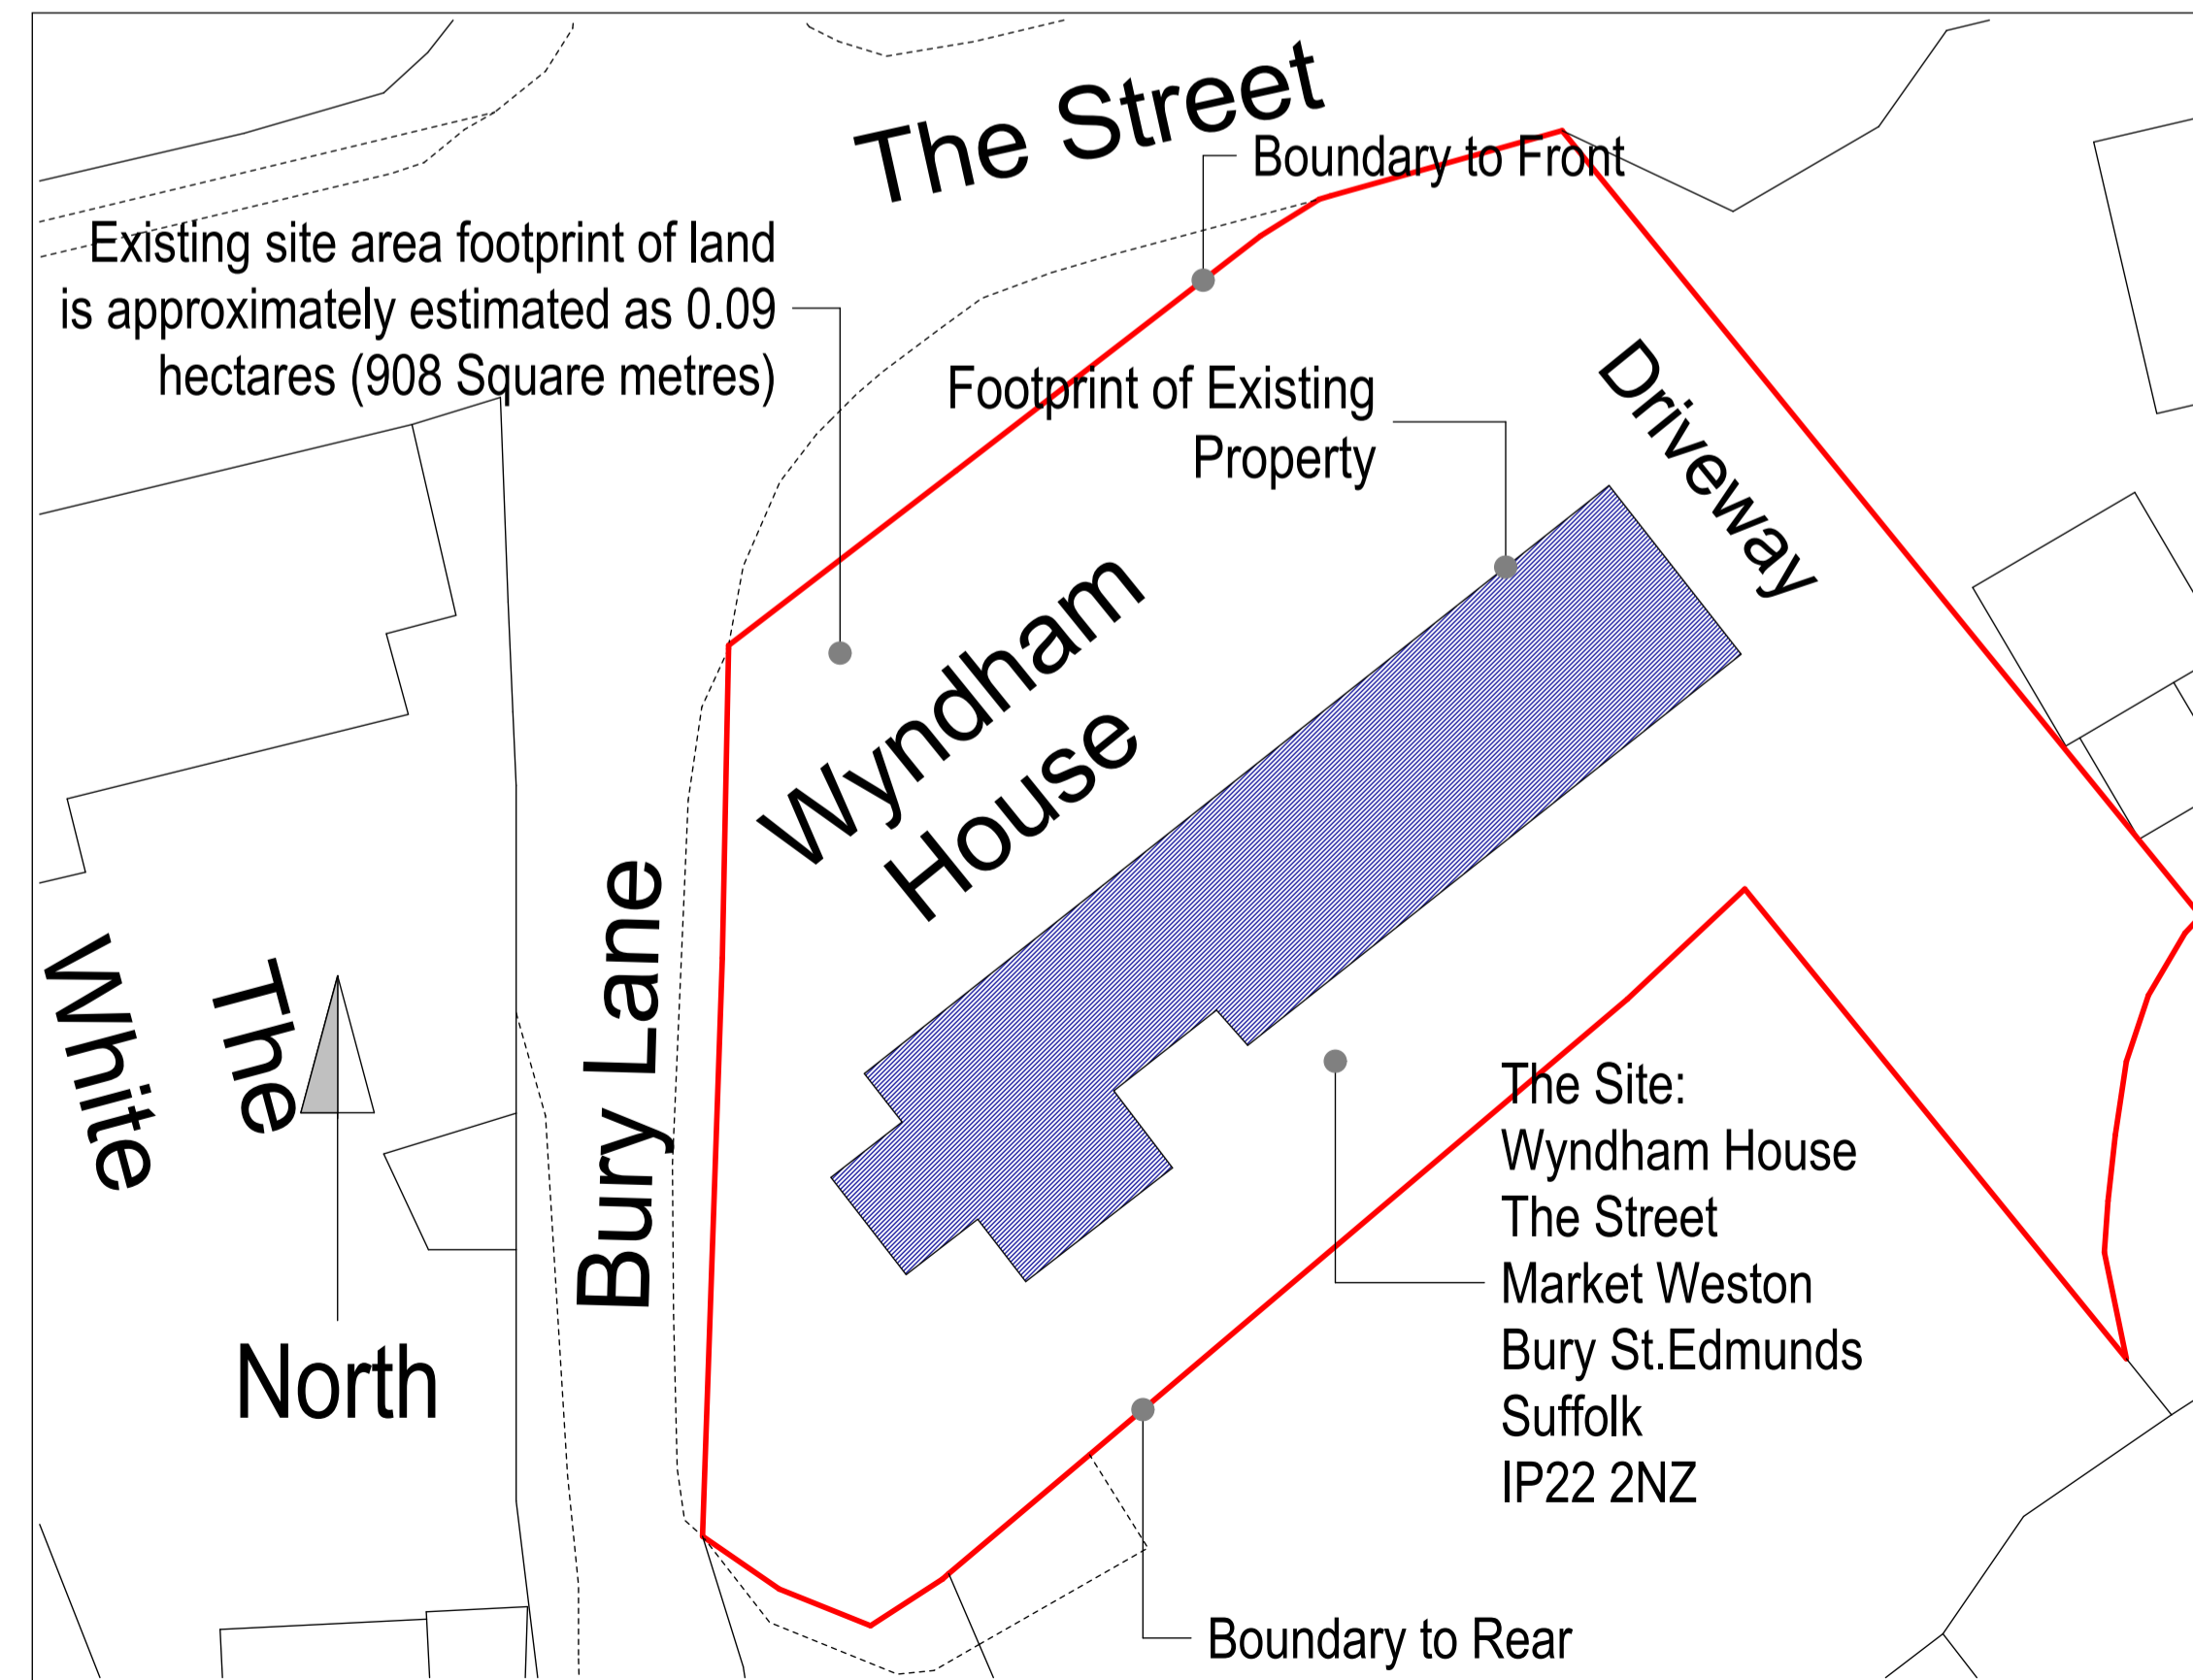 The Street
Boundary to Front
Existing site area footprint of land
is approximately estimated as 0.09
hectares (908 Square metres)
Footprint of Existing
Property
Driveway
Wyndham
House
Bury Lane
The
White
North
The Site:
Wyndham House
The Street
Market Weston
Bury St.Edmunds
Suffolk
IP22 2NZ
Boundary to Rear